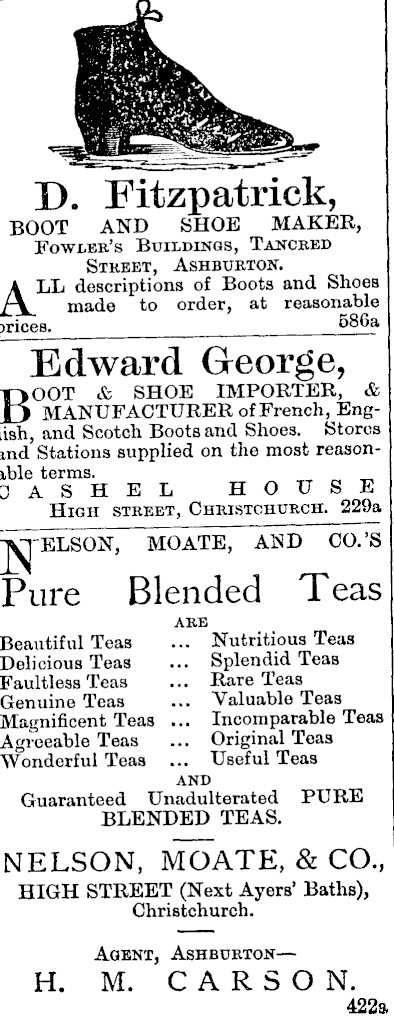 D. Fitzpatrick,
BOOT AND SHOE MAKER,
FOWLER'S BUILDINGS, TANCRED
STREET, ASHBURTON.
ALL descriptions of Boots and Shoes
made to order, at reasonable
prices. 586a
Edward George,
BOOT & SHOE IMPORTER, &
MANUFACTURER of French, Eng-
lish, and Scotch Boots and Shoes. Stores
and Stations supplied on the most reason-
able terms.
CASHEL HOUSE
HIGH STREET, CHRISTCHURCH. 229a
NELSON, MOATE, AND CO.'S
Pure Blended Teas
ARE
Beautiful Teas ... Nutritious Teas
Delicious Teas ... Splendid Teas
Faultless Teas ... Rare Teas
Genuine Teas ... Valuable Teas
Magnificent Teas ... Incomparable Teas
Agreeable Teas ... Original Teas
Wonderful Teas ... Useful Teas
AND
Guaranteed Unadulterated PURE
BLENDED TEAS.
NELSON, MOATE, & CO.,
HIGH STREET (Next Ayers' Baths),
Christchurch.
AGENT, ASHBURTON—
H. M. CARSON.
422a